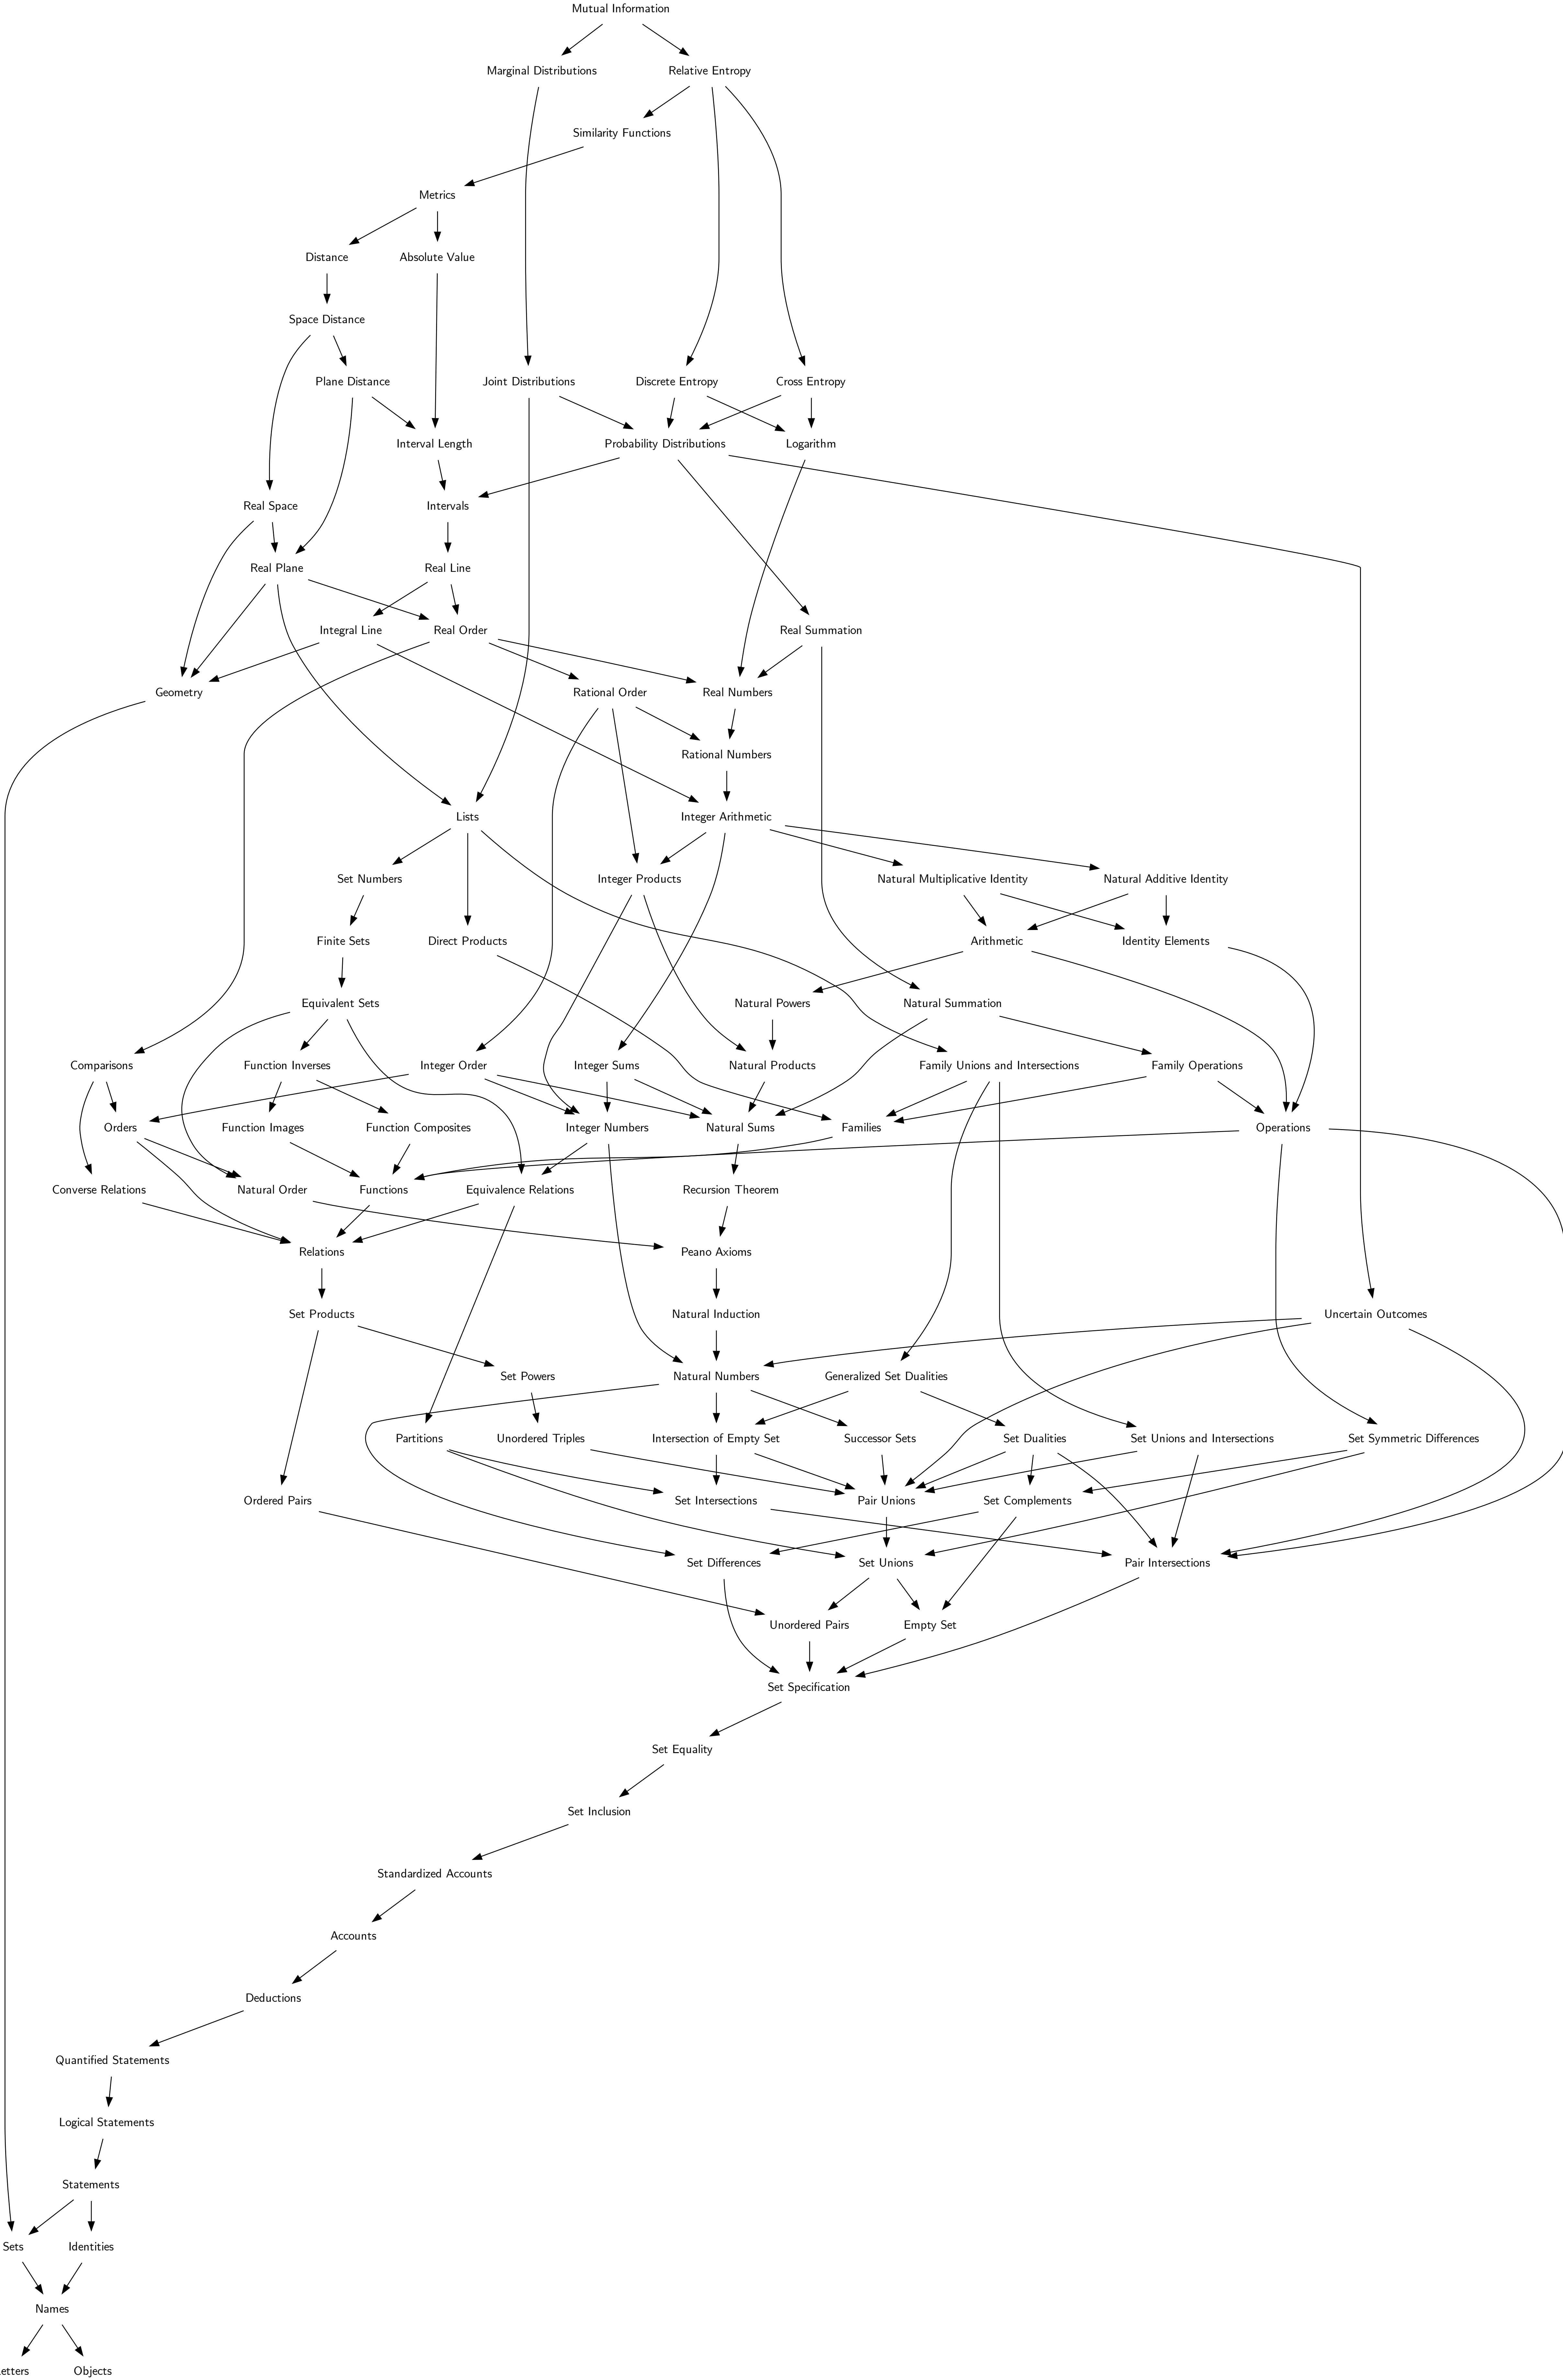 Mutual Information
Marginal Distributions
Relative Entropy
Similarity Functions
Metrics
Distance
Absolute Value
Space Distance
Plane Distance
Joint Distributions
Discrete Entropy
Cross Entropy
Interval Length
Probability Distributions
Logarithm
Real Space
Intervals
Real Plane
Real Line
Integral Line
Real Order
Real Summation
Geometry
Rational Order
Real Numbers
Rational Numbers
Lists
Integer Arithmetic
Set Numbers
Integer Products
Natural Multiplicative Identity
Natural Additive Identity
Finite Sets
Direct Products
Arithmetic
Identity Elements
Equivalent Sets
Natural Powers
Natural Summation
Comparisons
Function Inverses
Integer Order
Integer Sums
Natural Products
Family Unions and Intersections
Family Operations
Orders
Function Images
Function Composites
Integer Numbers
Natural Sums
Families
Operations
Converse Relations
Natural Order
Functions
Equivalence Relations
Recursion Theorem
Relations
Peano Axioms
Set Products
Natural Induction
Uncertain Outcomes
Set Powers
Natural Numbers
Generalized Set Dualities
Partitions
Unordered Triples
Intersection of Empty Set
Successor Sets
Set Dualities
Set Unions and Intersections
Set Symmetric Differences
Ordered Pairs
Set Intersections
Pair Unions
Set Complements
Set Differences
Set Unions
Pair Intersections
Unordered Pairs
Empty Set
Set Specification
Set Equality
Set Inclusion
Standardized Accounts
Accounts
Deductions
Quantified Statements
Logical Statements
Statements
Sets
Identities
Names
etters
Objects